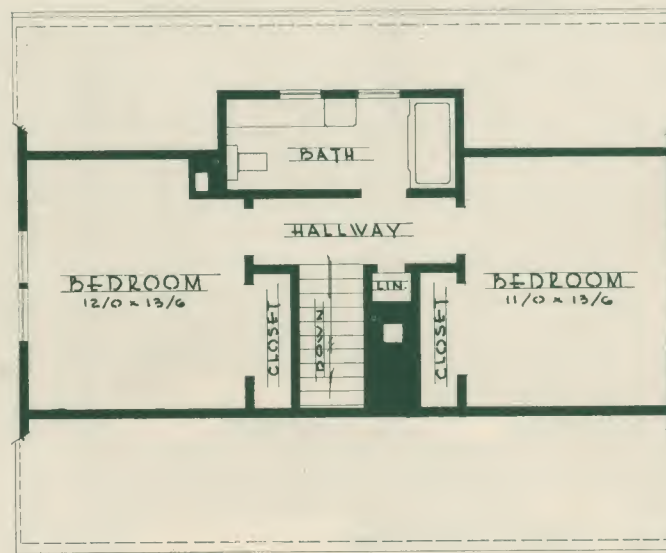 BATH
HALLWAY
BEDROOM
12/0 x 13/6
CLOSET
DOWN
LIN.
CLOSET
BEDROOM
11/0 x 13/6